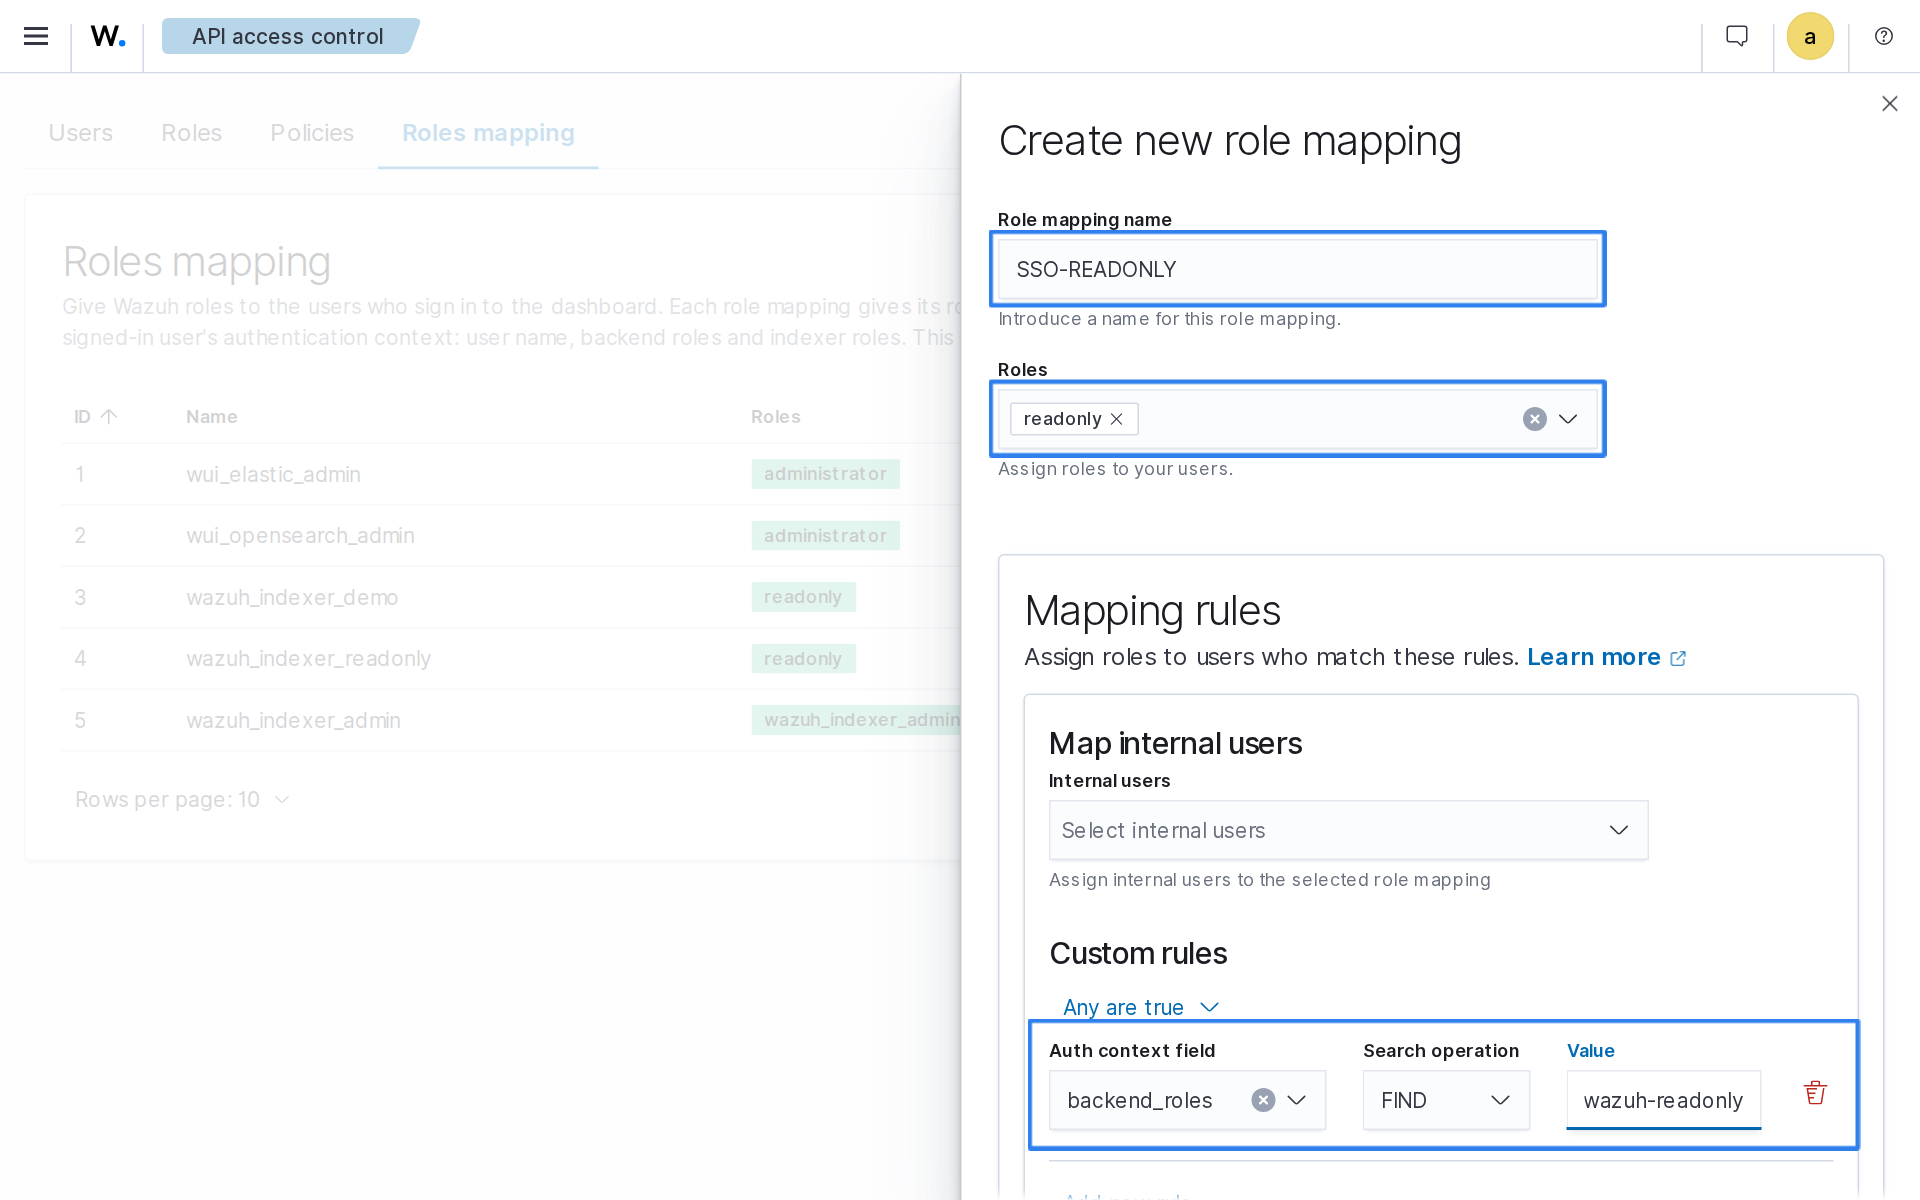 W.
API access control
a
Users
Roles
Policies
Roles mapping
Roles mapping
Give Wazuh roles to the users who sign in to the dashboard. Each role mapping gives its
signed-in user's authentication context: user name, backend roles and indexer roles. This
ID
Name
Roles
1
wui_elastic_admin
administrator
2
wui_opensearch_admin
administrator
3
wazuh_indexer_demo
readonly
4
wazuh_indexer_readonly
readonly
5
wazuh_indexer_admin
wazuh_indexer_admin
Rows per page: 10
Create new role mapping
Role mapping name
SSO-READONLY
Introduce a name for this role mapping.
Roles
readonly
Assign roles to your users.
Mapping rules
Assign roles to users who match these rules. Learn more
Map internal users
Internal users
Select internal users
Assign internal users to the selected role mapping
Custom rules
Any are true
Auth context field
Search operation
Value
backend_roles
FIND
wazuh-readonly